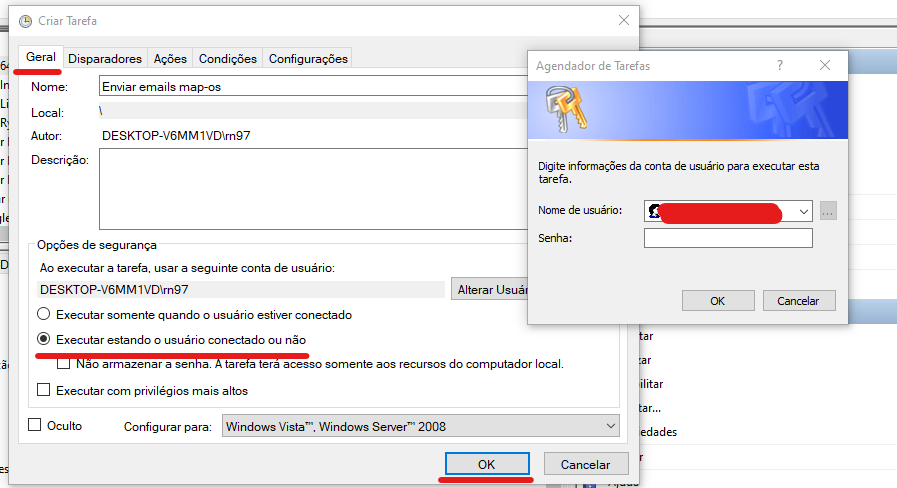 Criar Tarefa
Geral
Disparadores
Ações
Condições
Configurações
Nome:
Enviar emails map-os
Local:
\
Autor:
DESKTOP-V6MM1VD\rn97
Descrição:
Opções de segurança
Ao executar a tarefa, usar a seguinte conta de usuário:
DESKTOP-V6MM1VD\rn97
Alterar Usuár
Executar somente quando o usuário estiver conectado
Executar estando o usuário conectado ou não
Não armazenar a senha. A tarefa terá acesso somente aos recursos do computador local.
Executar com privilégios mais altos
Oculto
Configurar para:
Windows Vista™, Windows Server™ 2008
OK
Cancelar
Agendador de Tarefas
?
Digite informações da conta de usuário para executar esta
tarefa.
Nome de usuário:
...
Senha:
OK
Cancelar
tar
zar
ilitar
tar...
iedades
r